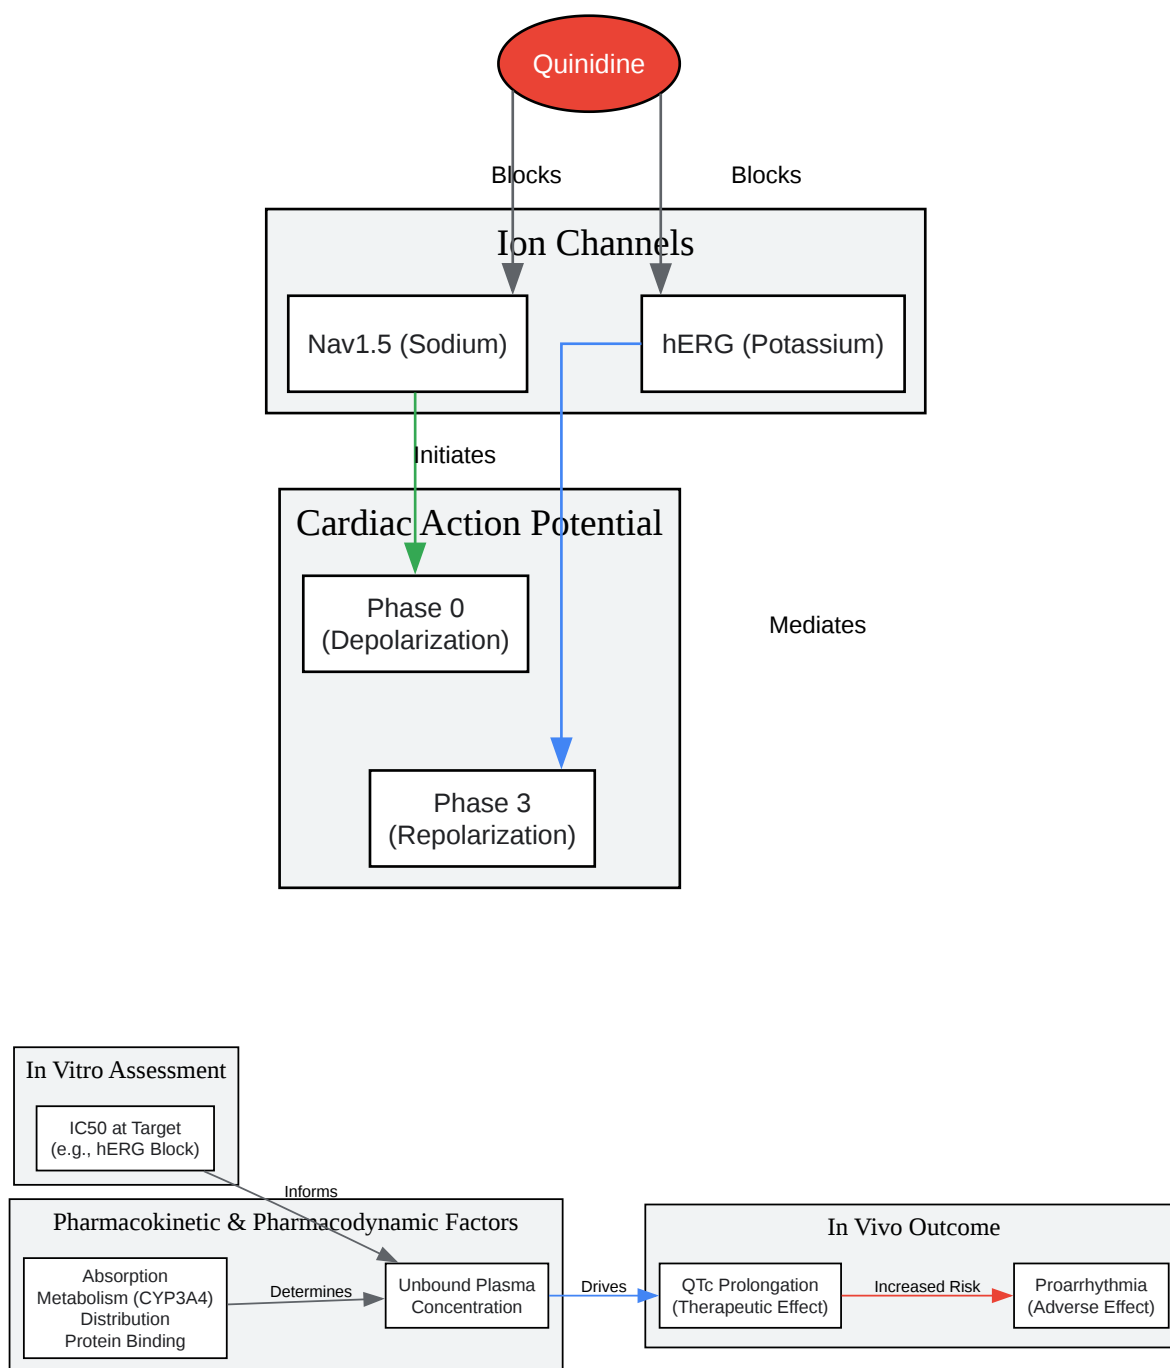 Quinidine
Blocks
Blocks
Ion Channels
Nav1.5 (Sodium)
hERG (Potassium)
Initiates
Cardiac Action Potential
Phase 0
(Depolarization)
Mediates
Phase 3
(Repolarization)
In Vitro Assessment
IC50 at Target
(e.g., hERG Block)
Informs
Pharmacokinetic & Pharmacodynamic Factors
Absorption
Metabolism (CYP3A4)
Distribution
Protein Binding
Determines
Unbound Plasma
Concentration
Drives
In Vivo Outcome
QTc Prolongation
(Therapeutic Effect)
Increased Risk
Proarrhythmia
(Adverse Effect)